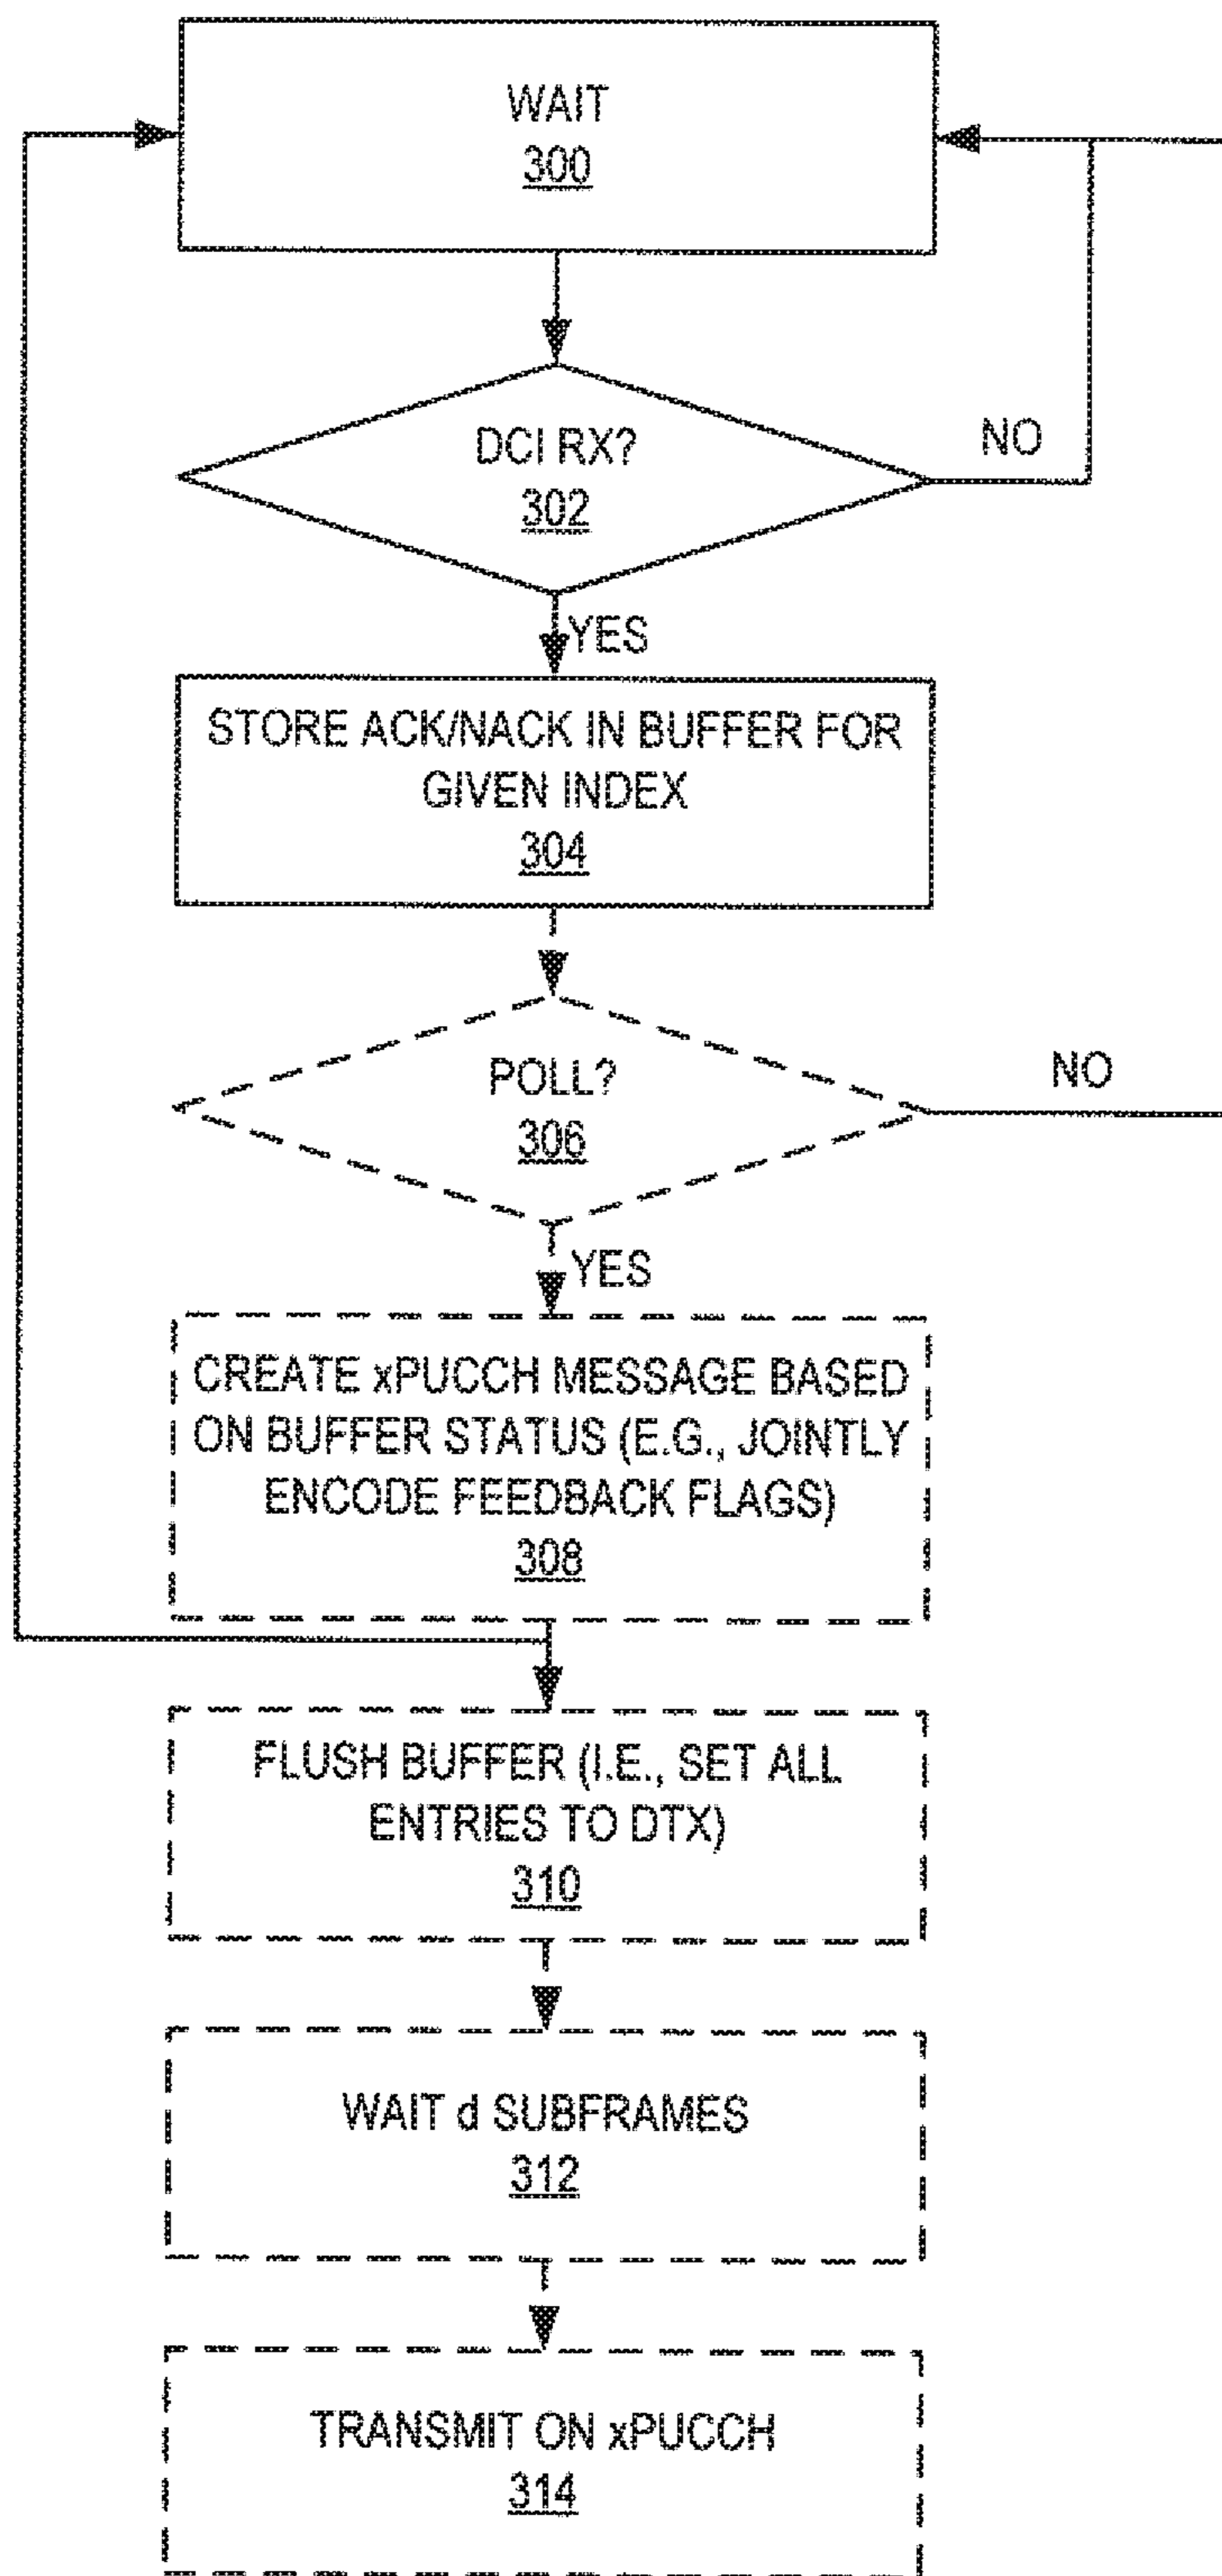 WAIT
300
DCI RX?
302
NO
YES
STORE ACK/NACK IN BUFFER FOR
GIVEN INDEX
304
POLL?
306
NO
YES
CREATE xPUCCH MESSAGE BASED
ON BUFFER STATUS (E.G., JOINTLY
ENCODE FEEDBACK FLAGS)
308
FLUSH BUFFER (I.E., SET ALL
ENTRIES TO DTX)
310
WAIT d SUBFRAMES
312
TRANSMIT ON xPUCCH
314